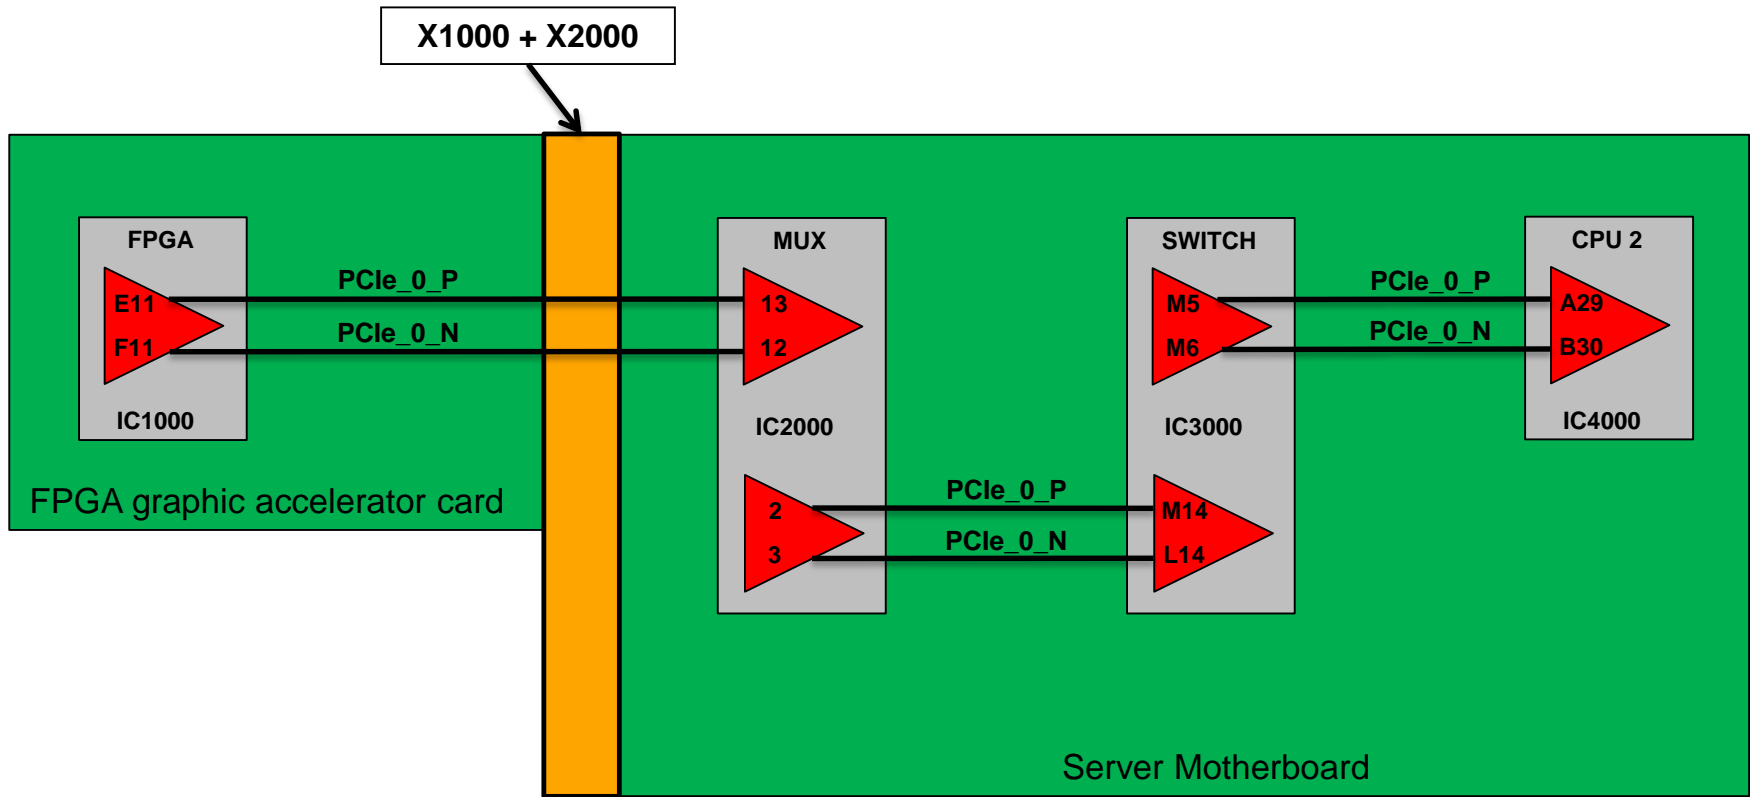 X1000 + X2000
FPGA
E11
F11
IC1000
PCIe_0_P
PCIe_0_N
FPGA graphic accelerator card
MUX
13
12
IC2000
2
3
PCIe_0_P
PCIe_0_N
SWITCH
M5
M6
IC3000
M14
L14
PCIe_0_P
PCIe_0_N
CPU 2
A29
B30
IC4000
Server Motherboard